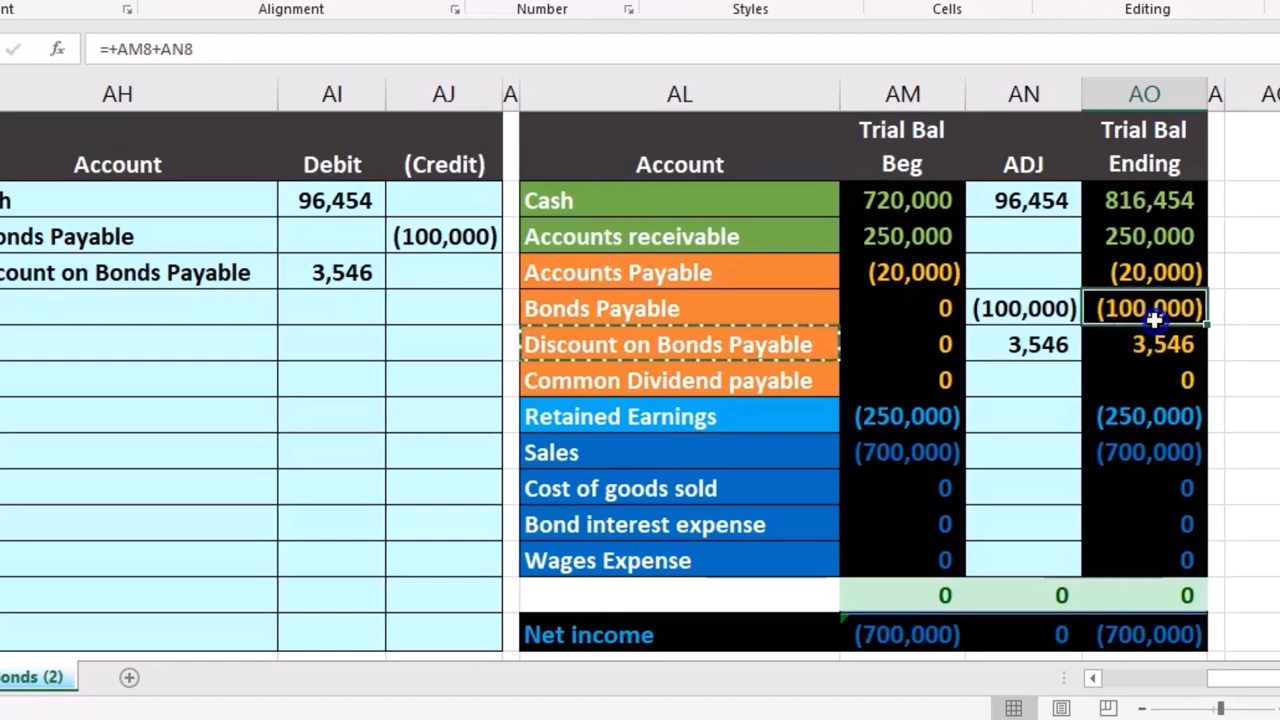 nt Alignment Number Styles Cells Editing
fx =+AM8+AN8
AH AI AJ A AL AM AN AO A AQ
Account Debit (Credit) Account Trial Bal Beg ADJ Trial Bal Ending
h 96,454 Cash 720,000 96,454 816,454
onds Payable (100,000) Accounts receivable 250,000 250,000
count on Bonds Payable 3,546 Accounts Payable (20,000) (20,000)
Bonds Payable 0 (100,000) (100,000)
Discount on Bonds Payable 0 3,546 3,546
Common Dividend payable 0 0
Retained Earnings (250,000) (250,000)
Sales (700,000) (700,000)
Cost of goods sold 0 0
Bond interest expense 0 0
Wages Expense 0 0
0 0 0
Net income (700,000) 0 (700,000)
onds (2)